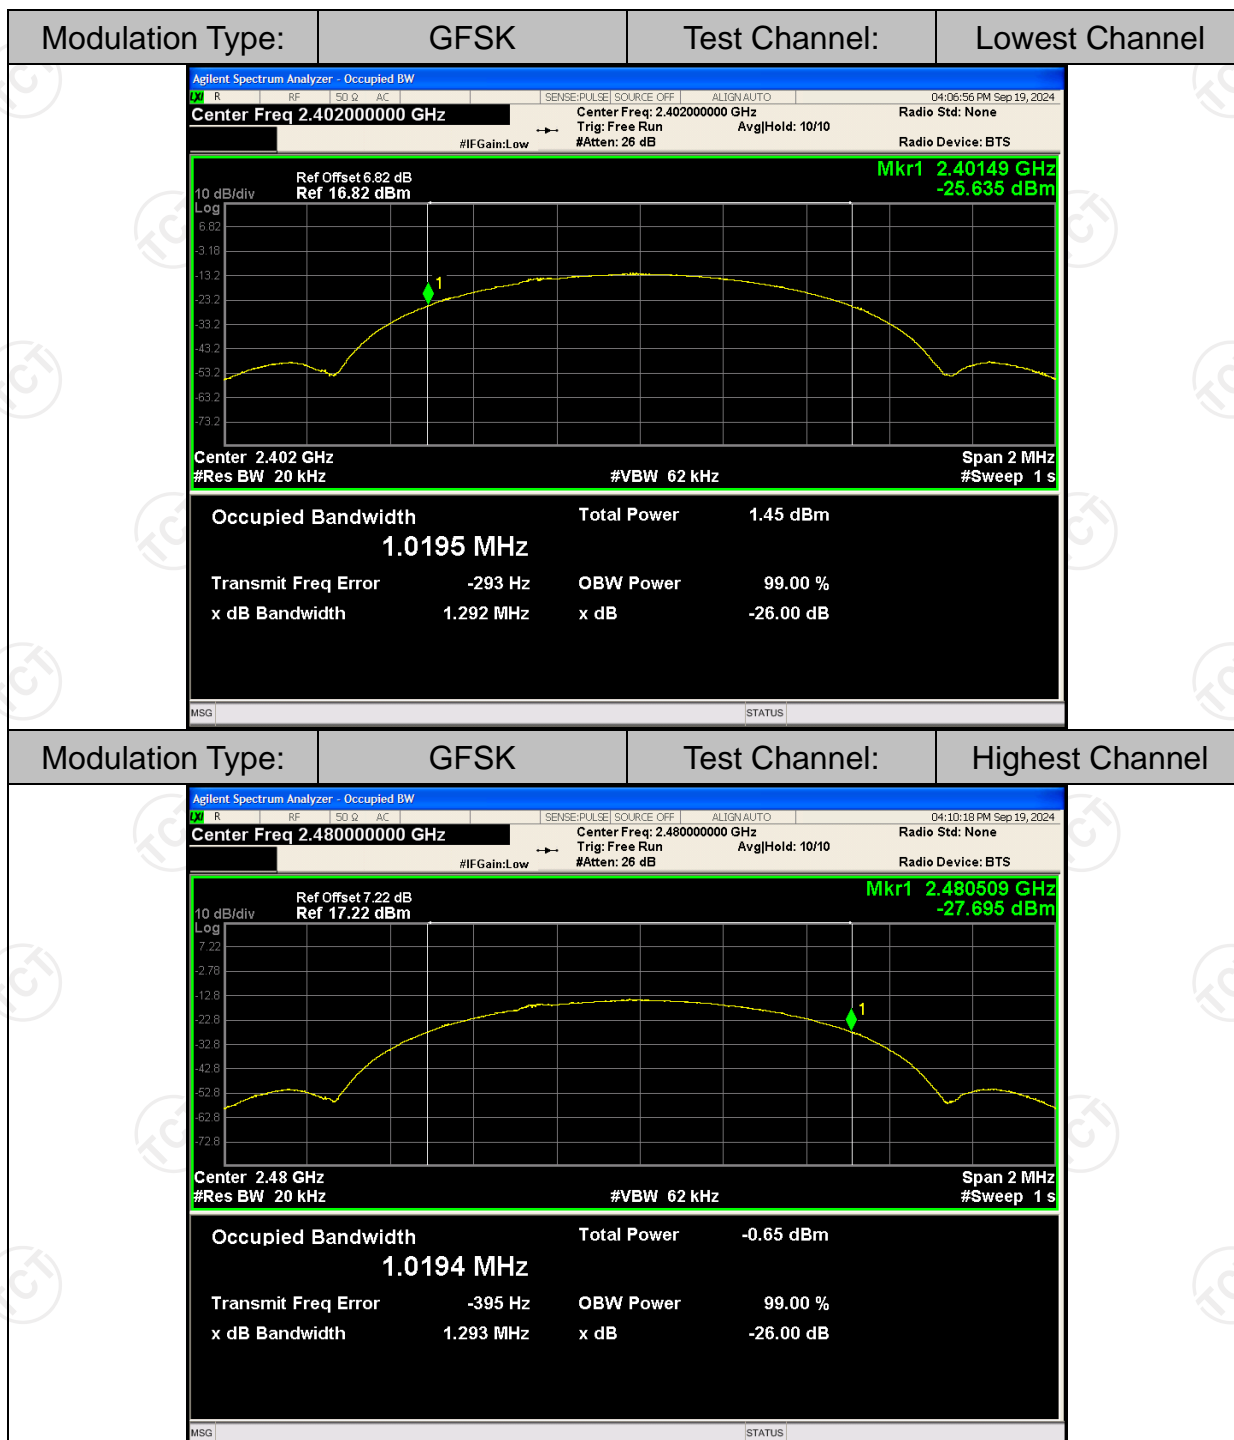 Modulation Type: GFSK Test Channel: Lowest Channel
Agilent Spectrum Analyzer - Occupied BW
LXI R RF 50 Ω AC SENSE:PULSE SOURCE OFF ALIGN AUTO 04:06:56 PM Sep 19, 2024
Center Freq 2.402000000 GHz Center Freq: 2.402000000 GHz Radio Std: None
Trig: Free Run Avg|Hold: 10/10
#IFGain:Low #Atten: 26 dB Radio Device: BTS
Mkr1 2.40149 GHz
Ref Offset 6.82 dB
-25.635 dBm
10 dB/div Ref 16.82 dBm
Log
6.82
-3.18
1
-13.2
-23.2
-33.2
-43.2
-53.2
-63.2
-73.2
Center 2.402 GHz Span 2 MHz
#Res BW 20 kHz #VBW 62 kHz #Sweep 1 s
Occupied Bandwidth Total Power 1.45 dBm
1.0195 MHz
Transmit Freq Error -293 Hz OBW Power 99.00 %
x dB Bandwidth 1.292 MHz x dB -26.00 dB
MSG STATUS
Modulation Type: GFSK Test Channel: Highest Channel
Agilent Spectrum Analyzer - Occupied BW
LXI R RF 50 Ω AC SENSE:PULSE SOURCE OFF ALIGN AUTO 04:10:18 PM Sep 19, 2024
Center Freq 2.480000000 GHz Center Freq: 2.480000000 GHz Radio Std: None
Trig: Free Run Avg|Hold: 10/10
#IFGain:Low #Atten: 26 dB Radio Device: BTS
Mkr1 2.480509 GHz
Ref Offset 7.22 dB
-27.695 dBm
10 dB/div Ref 17.22 dBm
Log
7.22
-2.78
-12.8
1
-22.8
-32.8
-42.8
-52.8
-62.8
-72.8
Center 2.48 GHz Span 2 MHz
#Res BW 20 kHz #VBW 62 kHz #Sweep 1 s
Occupied Bandwidth Total Power -0.65 dBm
1.0194 MHz
Transmit Freq Error -395 Hz OBW Power 99.00 %
x dB Bandwidth 1.293 MHz x dB -26.00 dB
MSG STATUS